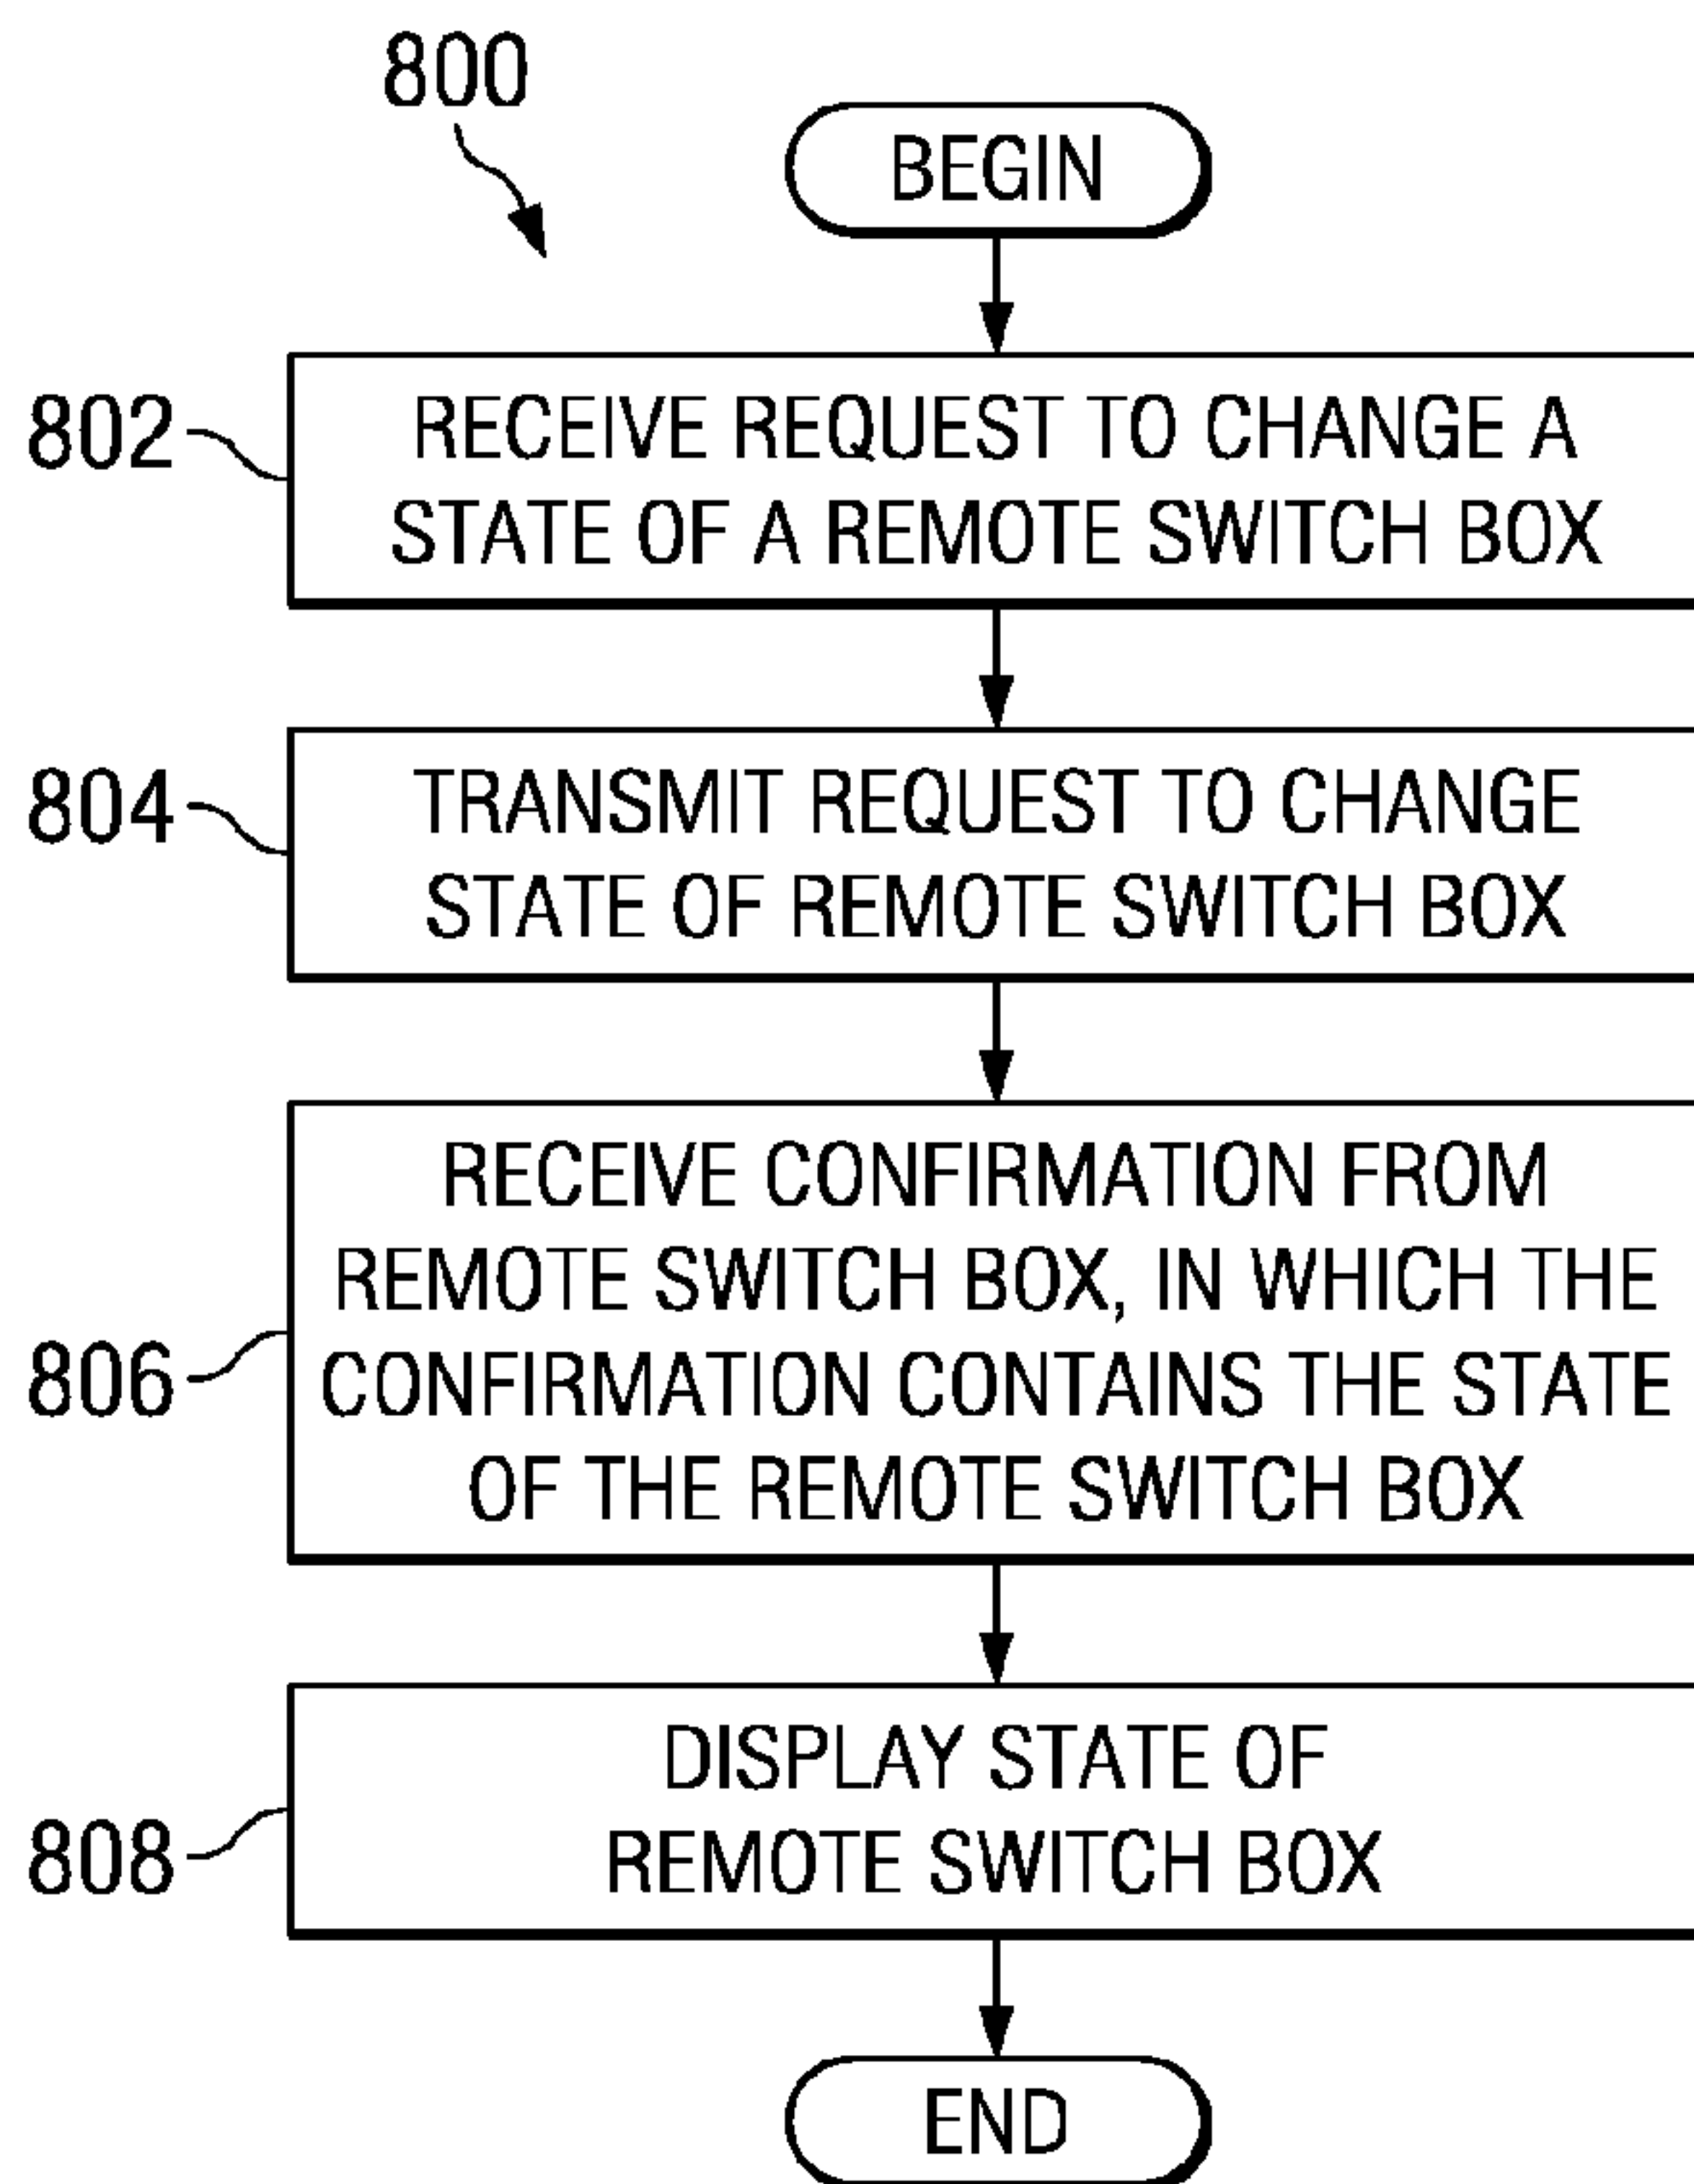 800
BEGIN
802
RECEIVE REQUEST TO CHANGE A
STATE OF A REMOTE SWITCH BOX
804
TRANSMIT REQUEST TO CHANGE
STATE OF REMOTE SWITCH BOX
806
RECEIVE CONFIRMATION FROM
REMOTE SWITCH BOX, IN WHICH THE
CONFIRMATION CONTAINS THE STATE
OF THE REMOTE SWITCH BOX
808
DISPLAY STATE OF
REMOTE SWITCH BOX
END